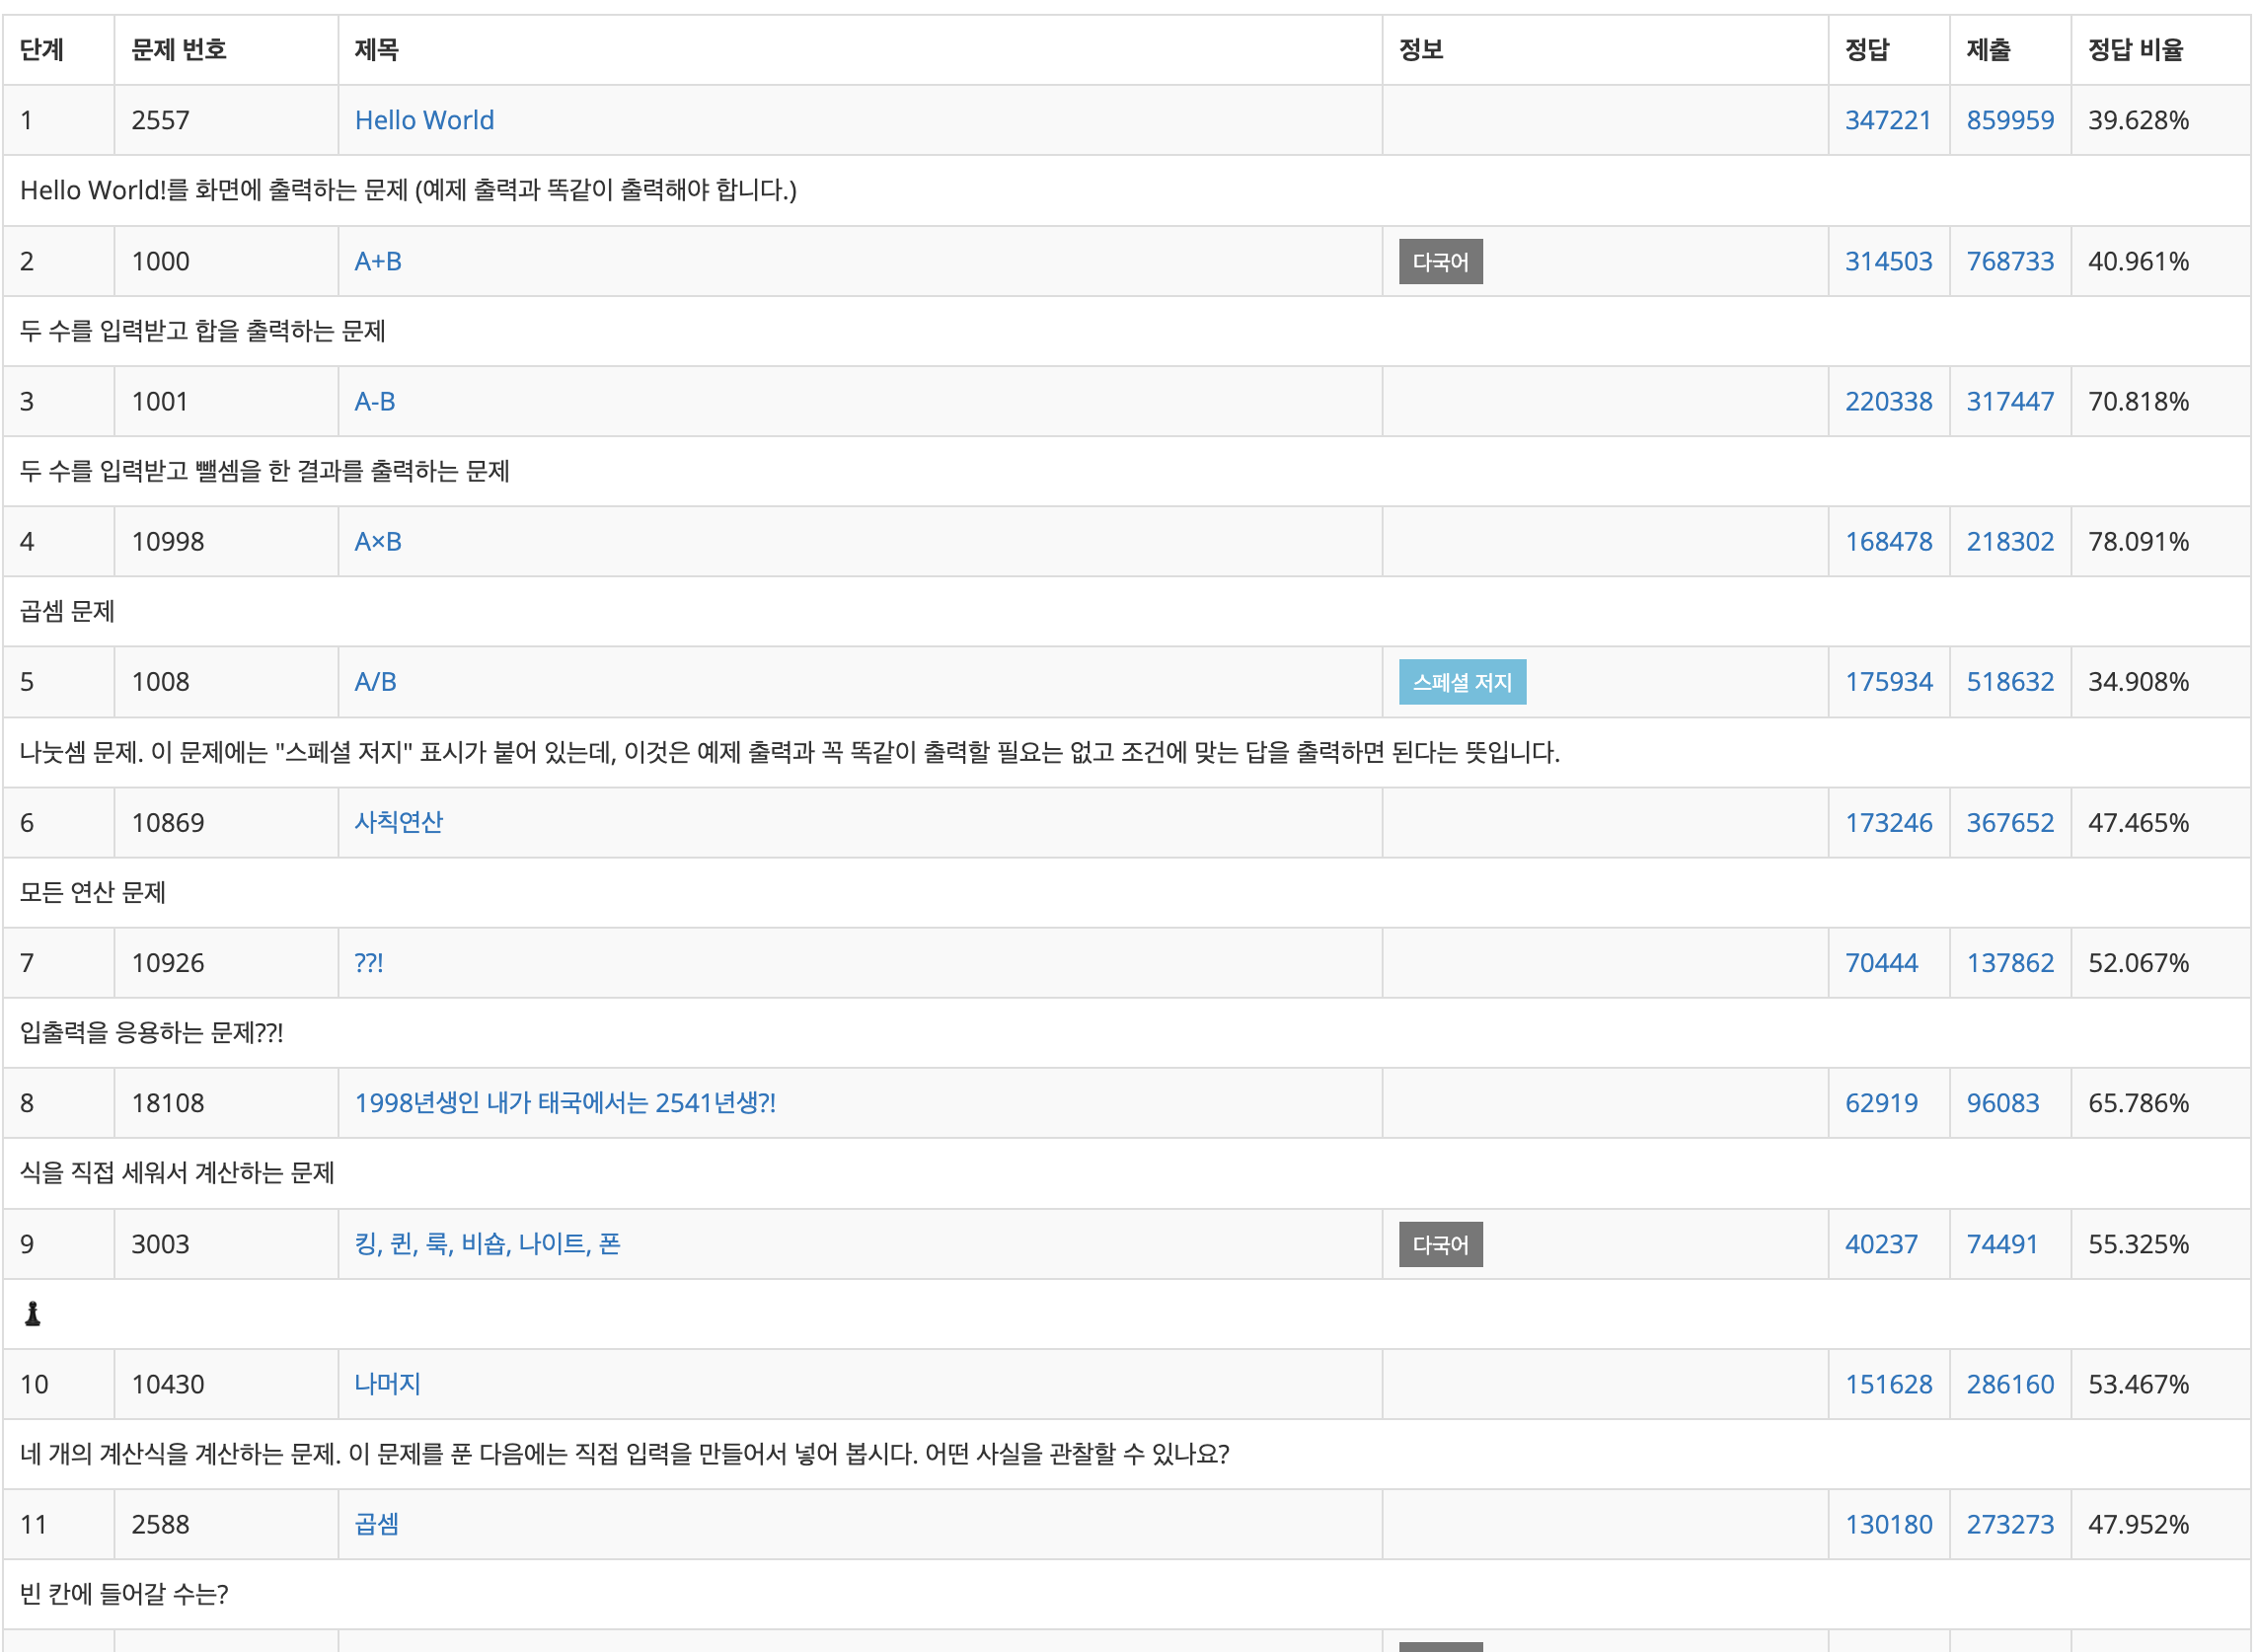 단계 문제 번호 제목 정보 정답 제출 정답 비율
1 2557 Hello World 347221 859959 39.628%
Hello World!를 화면에 출력하는 문제 (예제 출력과 똑같이 출력해야 합니다.)
2 1000 A+B 다국어 314503 768733 40.961%
두 수를 입력받고 합을 출력하는 문제
3 1001 A-B 220338 317447 70.818%
두 수를 입력받고 뺄셈을 한 결과를 출력하는 문제
4 10998 A×B 168478 218302 78.091%
곱셈 문제
5 1008 A/B 스페셜 저지 175934 518632 34.908%
나눗셈 문제. 이 문제에는 "스페셜 저지" 표시가 붙어 있는데, 이것은 예제 출력과 꼭 똑같이 출력할 필요는 없고 조건에 맞는 답을 출력하면 된다는 뜻입니다.
6 10869 사칙연산 173246 367652 47.465%
모든 연산 문제
7 10926 ??! 70444 137862 52.067%
입출력을 응용하는 문제??!
8 18108 1998년생인 내가 태국에서는 2541년생?! 62919 96083 65.786%
식을 직접 세워서 계산하는 문제
9 3003 킹, 퀸, 룩, 비숍, 나이트, 폰 다국어 40237 74491 55.325%
♟
10 10430 나머지 151628 286160 53.467%
네 개의 계산식을 계산하는 문제. 이 문제를 푼 다음에는 직접 입력을 만들어서 넣어 봅시다. 어떤 사실을 관찰할 수 있나요?
11 2588 곱셈 130180 273273 47.952%
빈 칸에 들어갈 수는?